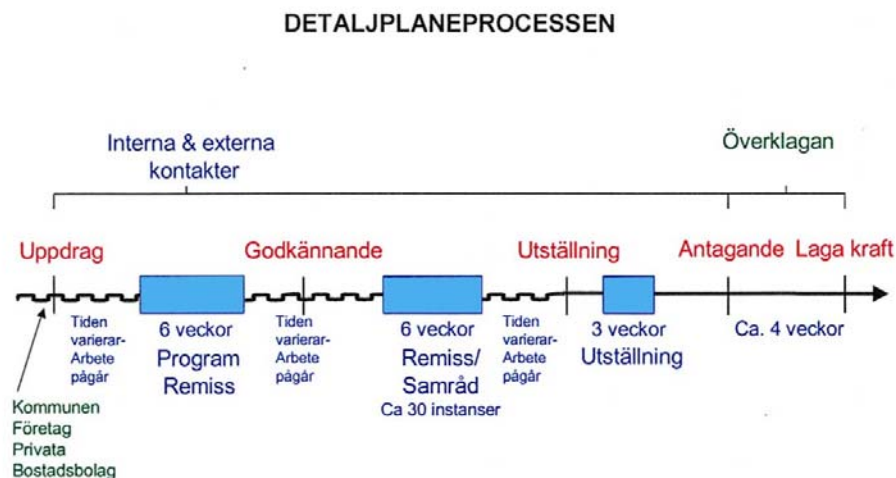 DETALJPLANEPROCESSEN
Interna & externa
kontakter
Överklagan
Uppdrag
Godkännande
Utställning
Antagande
Laga kraft
Tiden
varierar-
Arbete
pågår
6 veckor
Program
Remiss
Tiden
varierar-
Arbete
pågår
6 veckor
Remiss/
Samråd
Ca 30 instanser
Tiden
varierar-
Arbete
pågår
3 veckor
Utställning
Ca. 4 veckor
Kommunen
Företag
Privata
Bostadsbolag